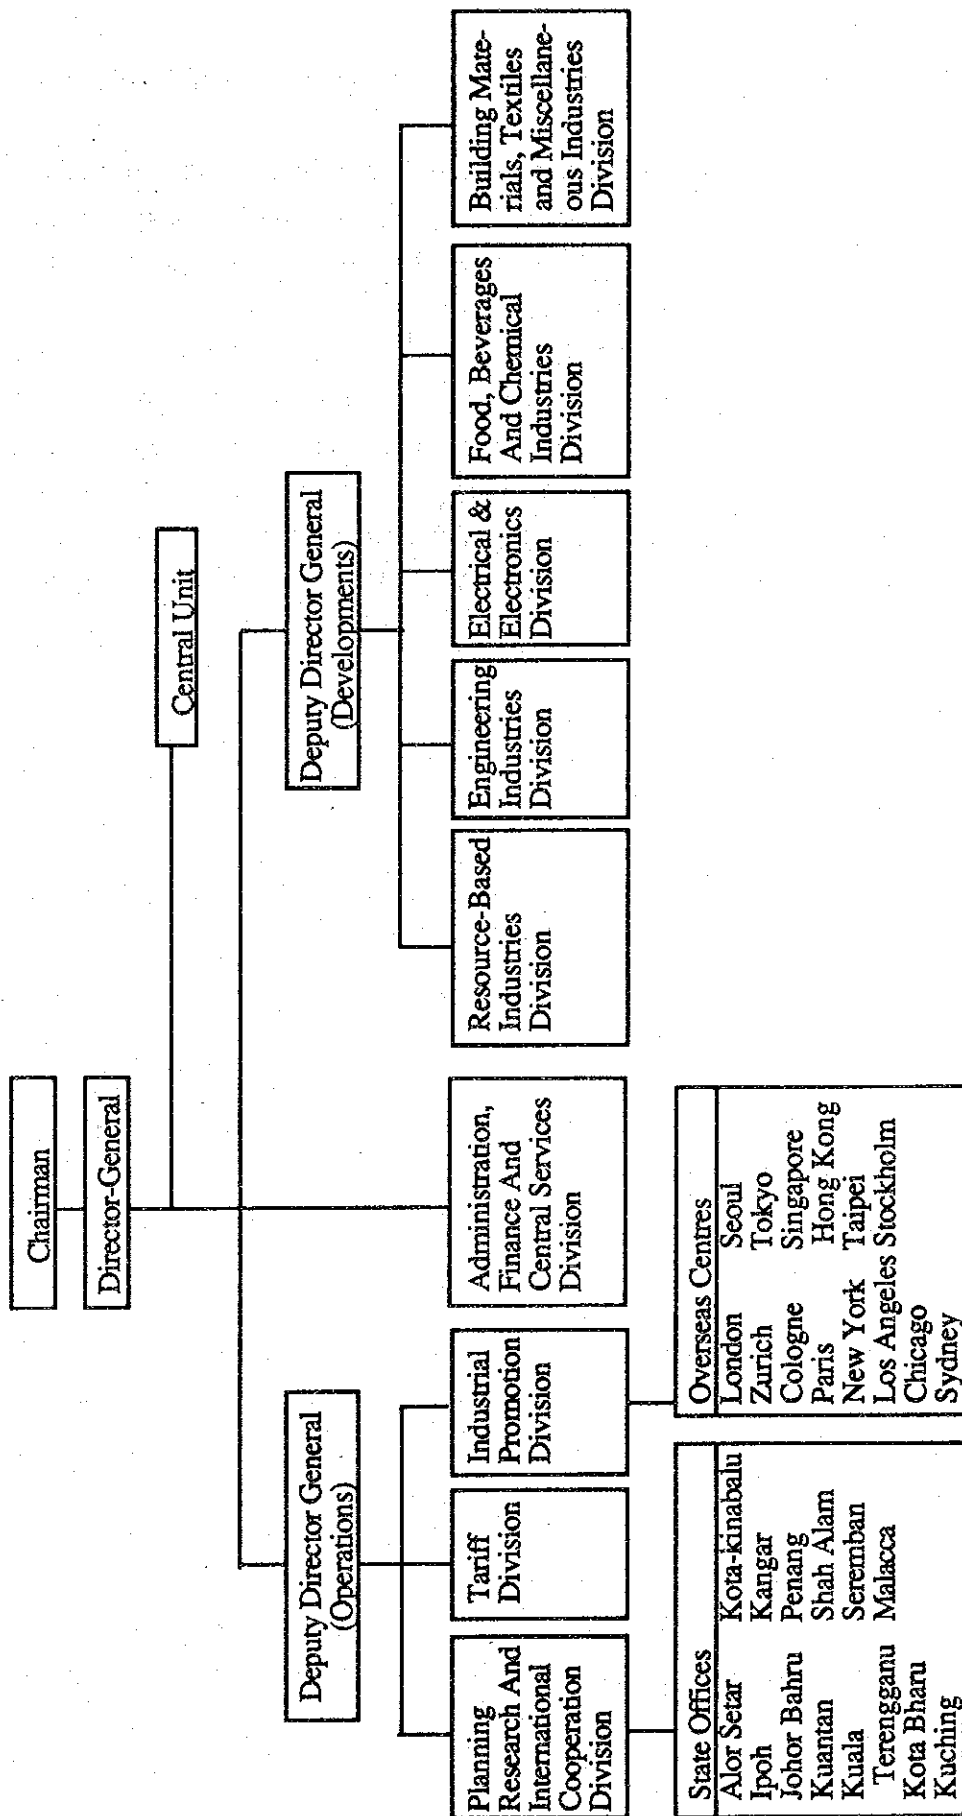 Chairman
Director-General
Central Unit
Deputy Director General
(Operations)
Deputy Director General
(Developments)
Planning
Research And
International
Cooperation
Division
Tariff
Division
Industrial
Promotion
Division
Administration,
Finance And
Central Services
Division
Resource-Based
Industries
Division
Engineering
Industries
Division
Electrical &
Electronics
Division
Food, Beverages
And Chemical
Industries
Division
Building Mate-
rials, Textiles
and Miscellane-
ous Industries
Division
State Offices
Alor Setar Kota-kinabalu
Ipoh Kangar
Johor Bahru Penang
Kuantan Shah Alam
Kuala Seremban
Terengganu Malacca
Kota Bharu
Kuching
Overseas Centres
London Seoul
Zurich Tokyo
Cologne Singapore
Paris Hong Kong
New York Taipei
Los Angeles Stockholm
Chicago
Sydney